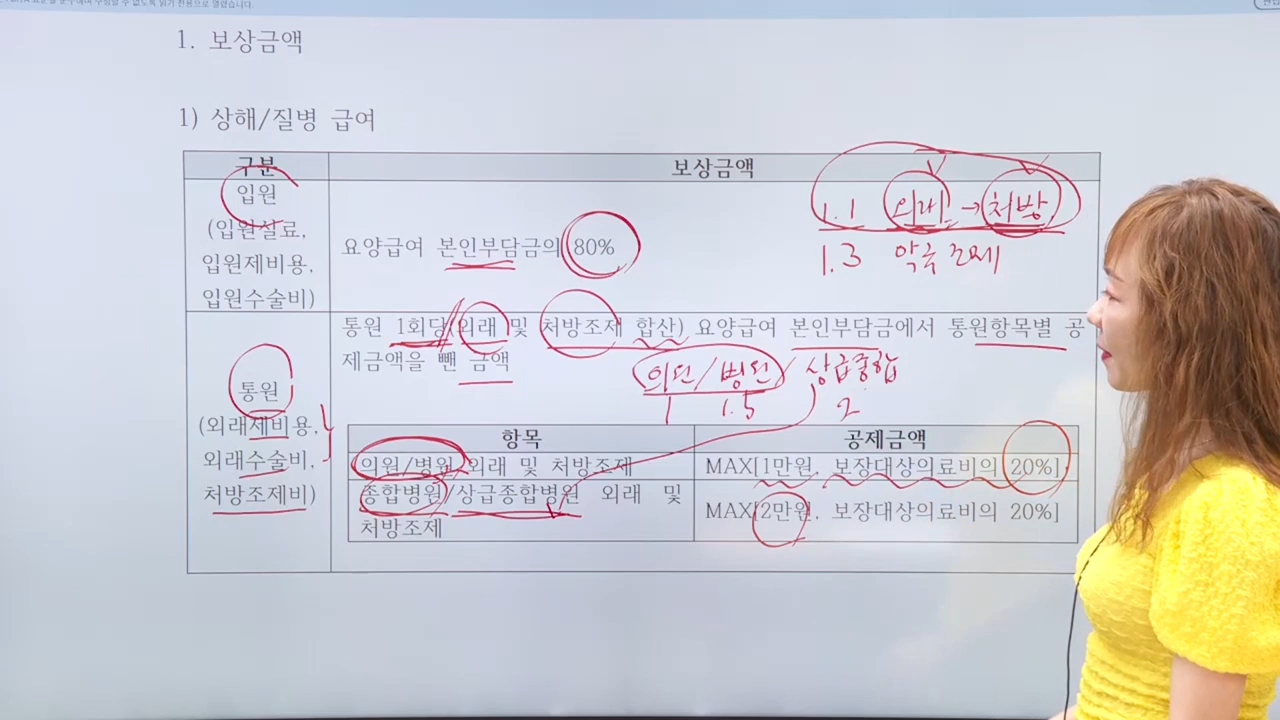 1. 보상금액
1) 상해/질병 급여
구분
보상금액
입원
(입원실료,
입원제비용,
입원수술비)
요양급여 본인부담금의 80%
1.1 외래→처방
1.3 약국조제
통원
(외래제비용,
외래수술비,
처방조제비)
통원 1회당(외래 및 처방조제 합산) 요양급여 본인부담금에서 통원항목별 공
제금액을 뺀 금액
의원/병원/상급종합
1 1.5 2
항목
공제금액
의원/병원 외래 및 처방조제
MAX[1만원, 보장대상의료비의 20%]
종합병원/상급종합병원 외래 및
처방조제
MAX[2만원, 보장대상의료비의 20%]